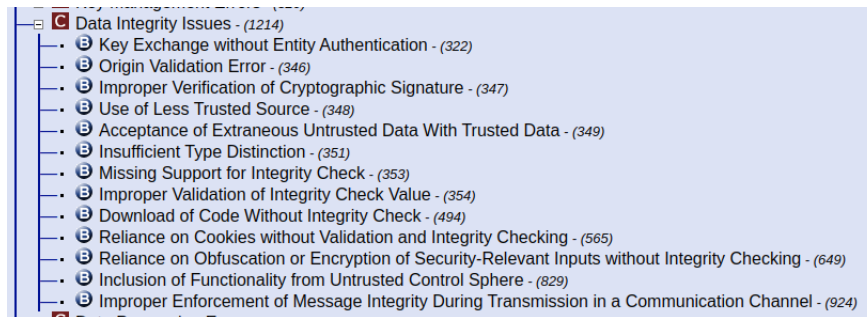 C Data Integrity Issues - (1214)
B Key Exchange without Entity Authentication - (322)
B Origin Validation Error - (346)
B Improper Verification of Cryptographic Signature - (347)
B Use of Less Trusted Source - (348)
B Acceptance of Extraneous Untrusted Data With Trusted Data - (349)
B Insufficient Type Distinction - (351)
B Missing Support for Integrity Check - (353)
B Improper Validation of Integrity Check Value - (354)
B Download of Code Without Integrity Check - (494)
B Reliance on Cookies without Validation and Integrity Checking - (565)
B Reliance on Obfuscation or Encryption of Security-Relevant Inputs without Integrity Checking - (649)
B Inclusion of Functionality from Untrusted Control Sphere - (829)
B Improper Enforcement of Message Integrity During Transmission in a Communication Channel - (924)